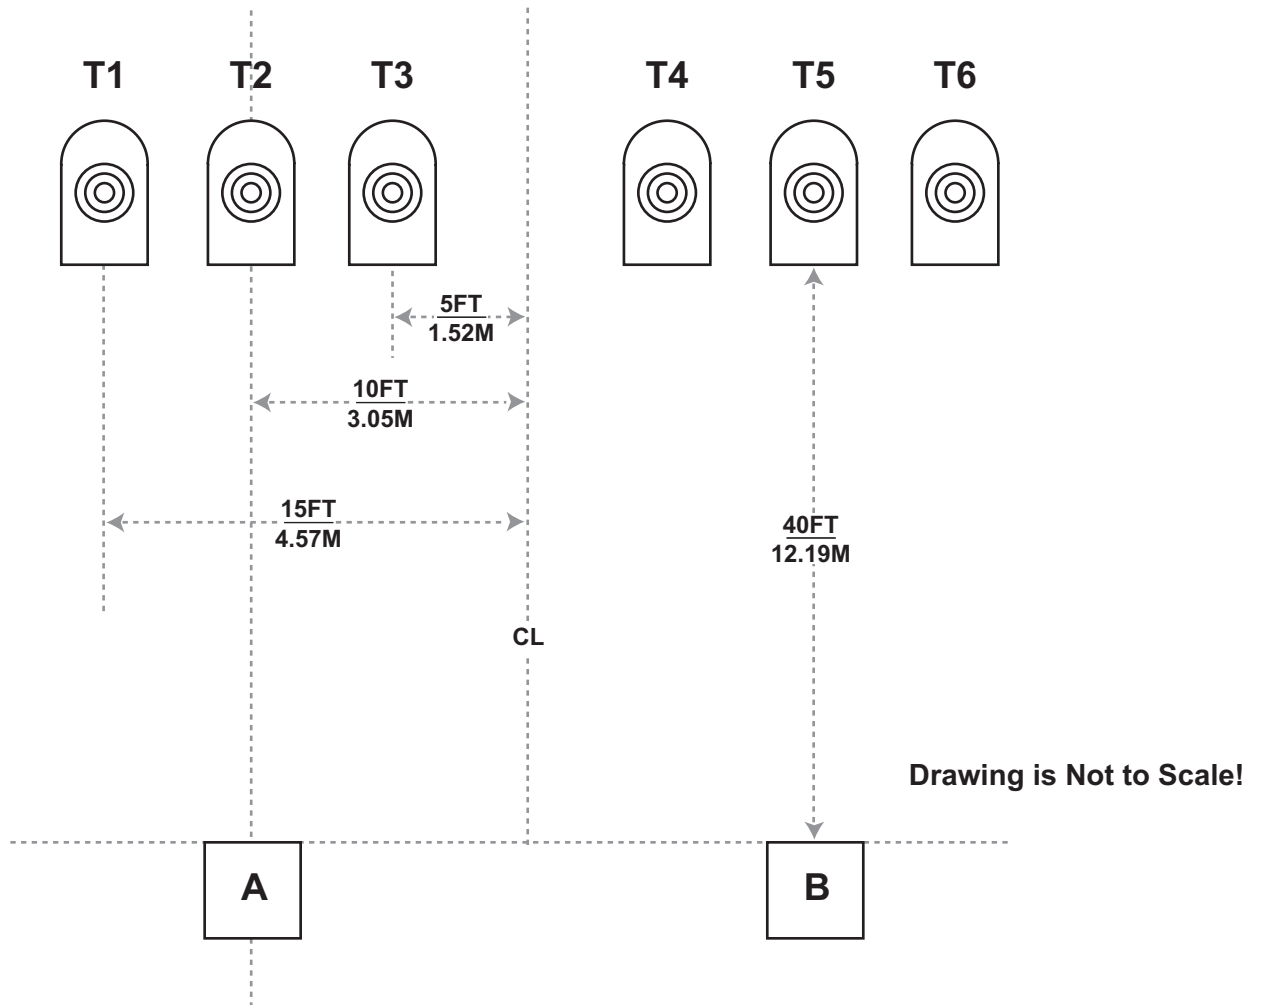 T1 T2 T3 T4 T5 T6
5FT
1.52M
10FT
3.05M
15FT
4.57M
40FT
12.19M
CL
Drawing is Not to Scale!
A B